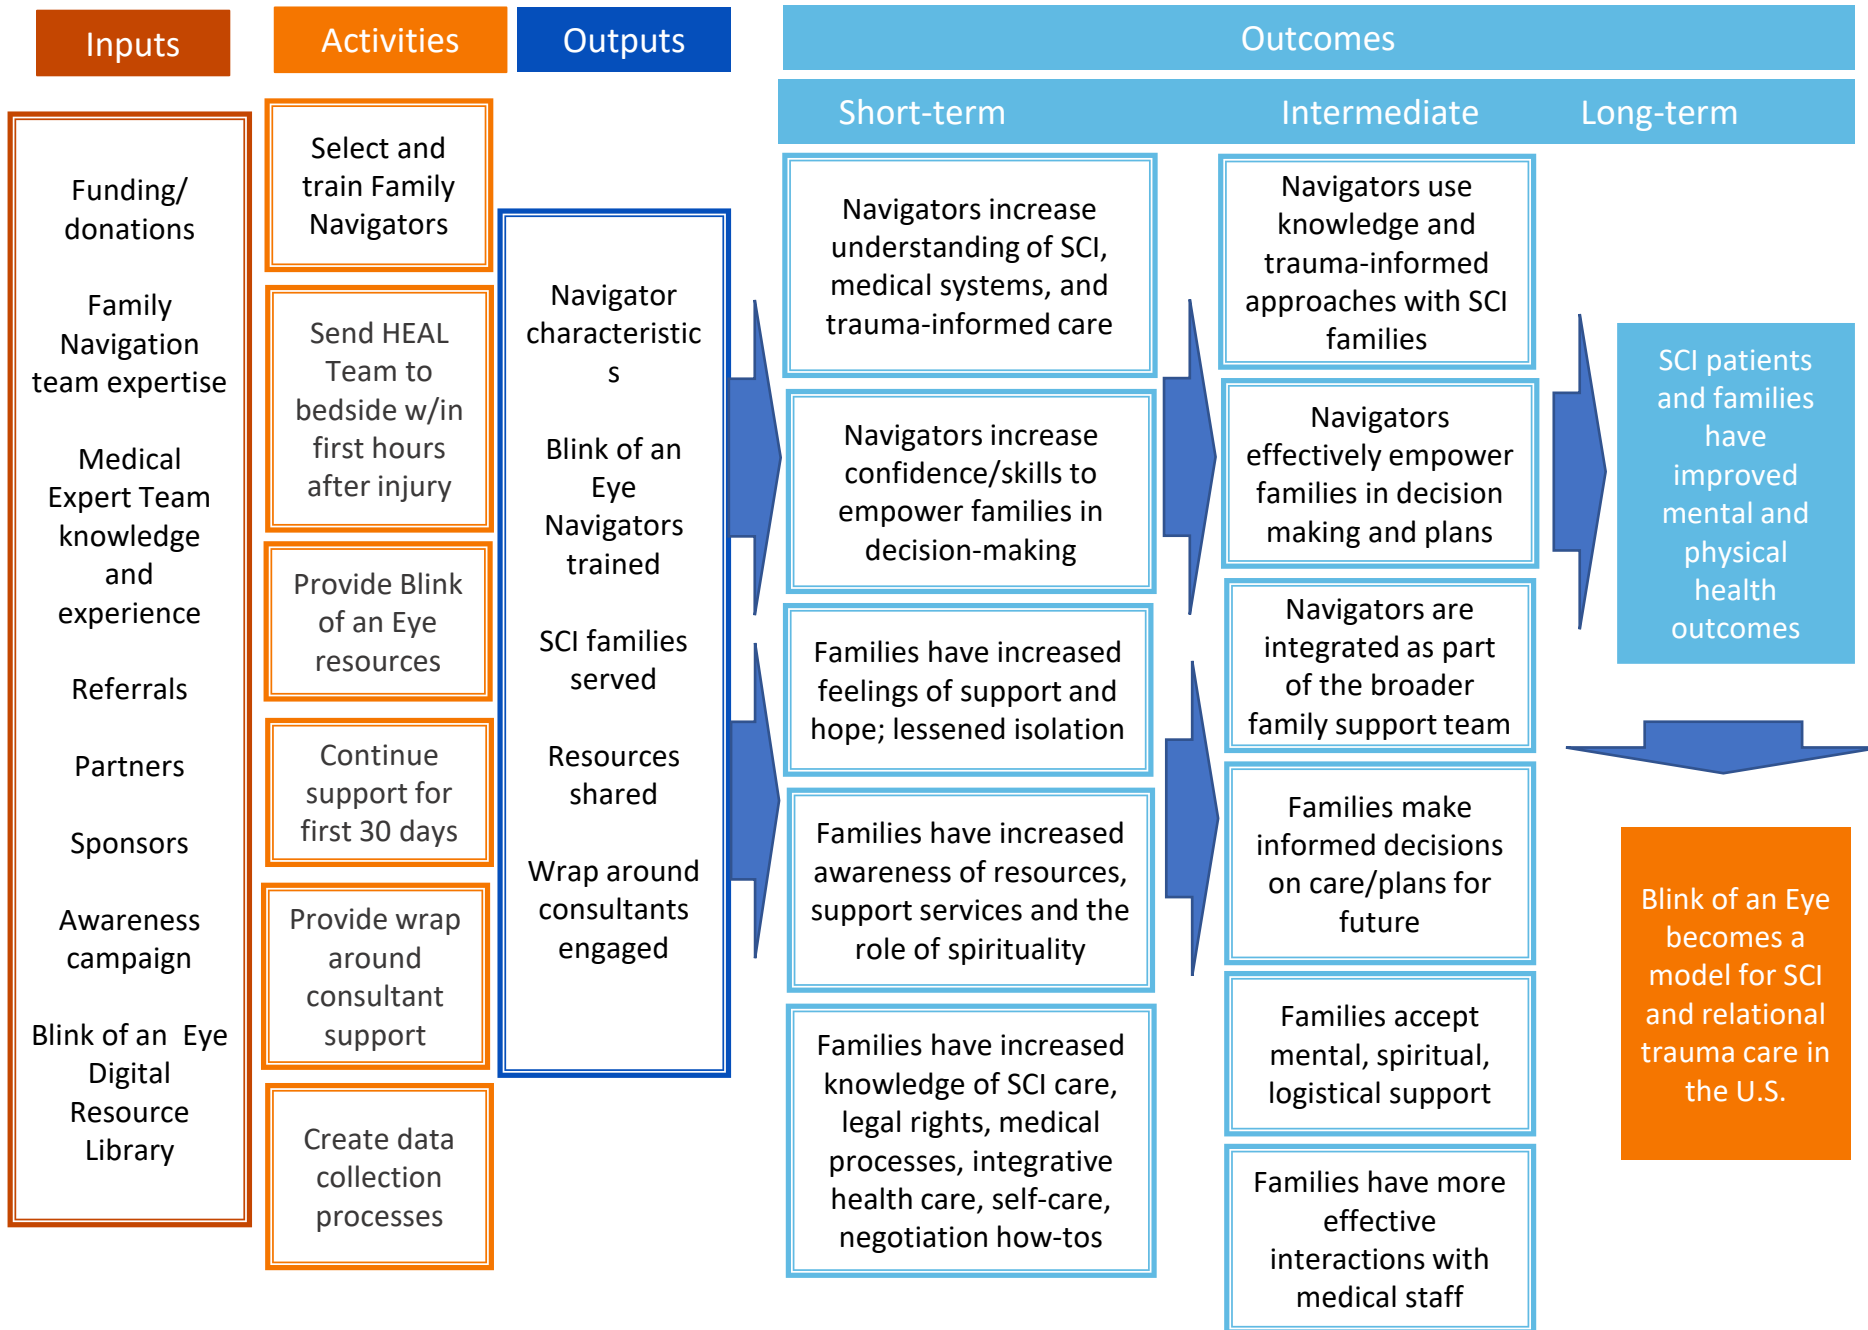 Inputs
Activities
Outputs
Outcomes
Short-term
Intermediate
Long-term
Funding/
donations
Family
Navigation
team expertise
Medical
Expert Team
knowledge
and
experience
Referrals
Partners
Sponsors
Awareness
campaign
Blink of an  Eye
Digital
Resource
Library
Select and
train Family
Navigators
Send HEAL
Team to
bedside w/in
first hours
after injury
Provide Blink
of an Eye
resources
Continue
support for
first 30 days
Provide wrap
around
consultant
support
Create data
collection
processes
Navigator
characteristic
s
Blink of an
Eye
Navigators
trained
SCI families
served
Resources
shared
Wrap around
consultants
engaged
Navigators increase
understanding of SCI,
medical systems, and
trauma-informed care
Navigators increase
confidence/skills to
empower families in
decision-making
Families have increased
feelings of support and
hope; lessened isolation
Families have increased
awareness of resources,
support services and the
role of spirituality
Families have increased
knowledge of SCI care,
legal rights, medical
processes, integrative
health care, self-care,
negotiation how-tos
Navigators use
knowledge and
trauma-informed
approaches with SCI
families
Navigators
effectively empower
families in decision
making and plans
Navigators are
integrated as part
of the broader
family support team
Families make
informed decisions
on care/plans for
future
Families accept
mental, spiritual,
logistical support
Families have more
effective
interactions with
medical staff
SCI patients
and families
have
improved
mental and
physical
health
outcomes
Blink of an Eye
becomes a
model for SCI
and relational
trauma care in
the U.S.